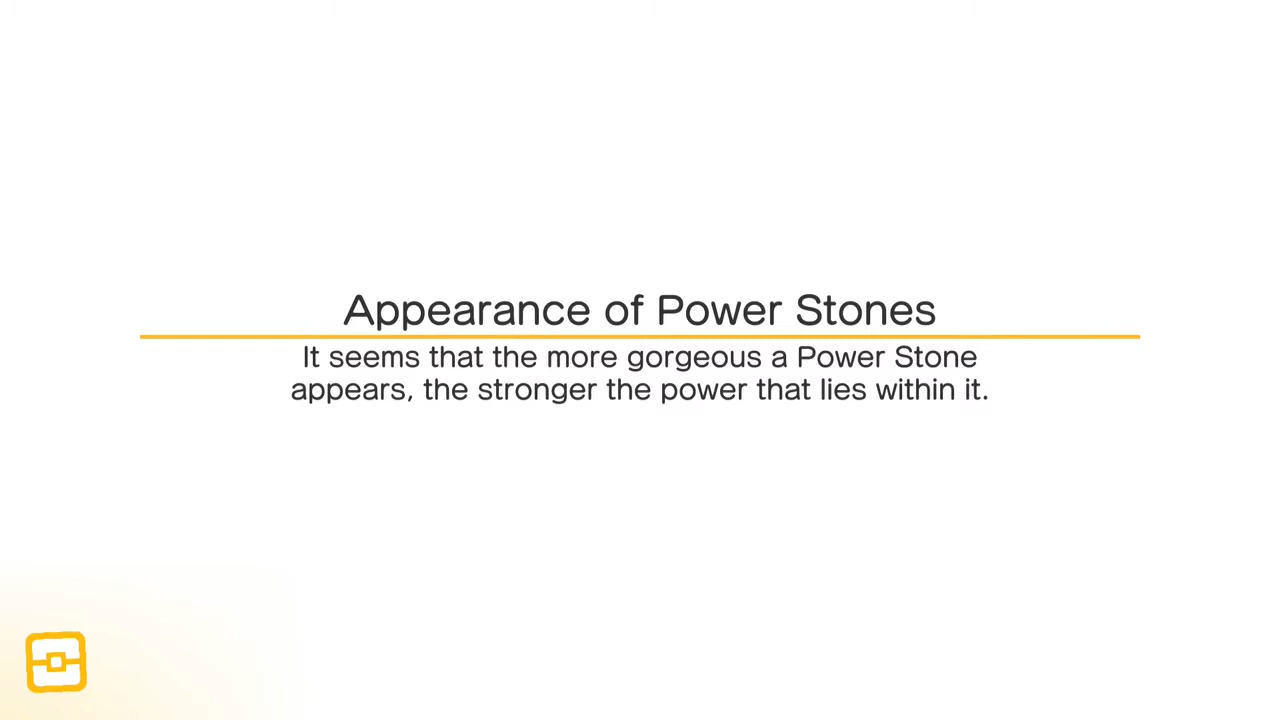 Appearance of Power Stones
It seems that the more gorgeous a Power Stone
appears, the stronger the power that lies within it.